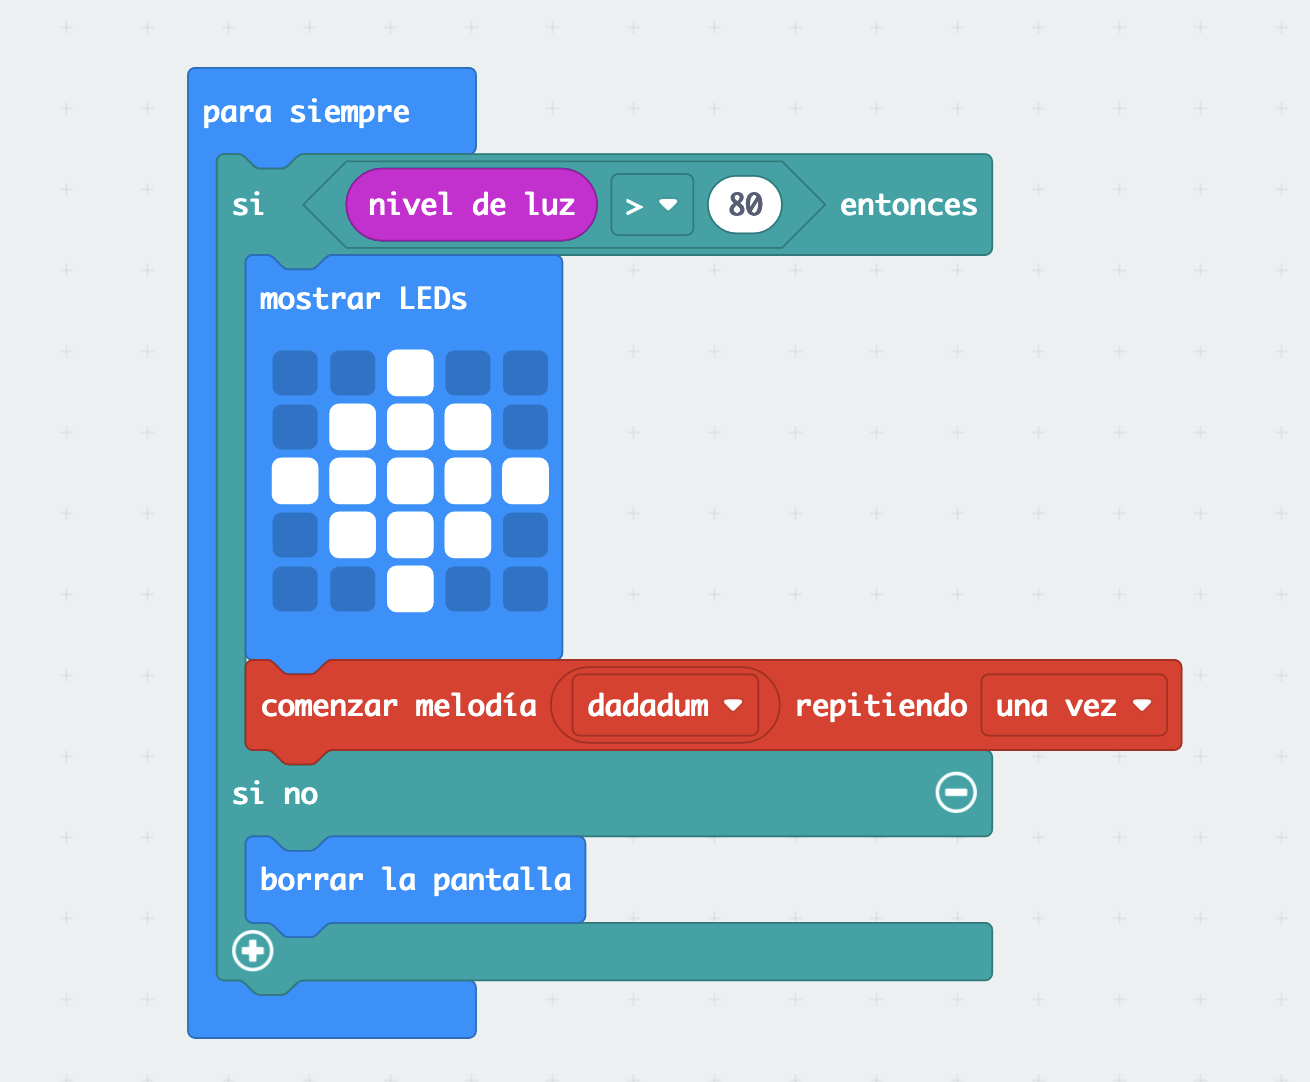 para siempre
si nivel de luz > 80 entonces
mostrar LEDs
comenzar melodía dadadum repitiendo una vez
si no
borrar la pantalla